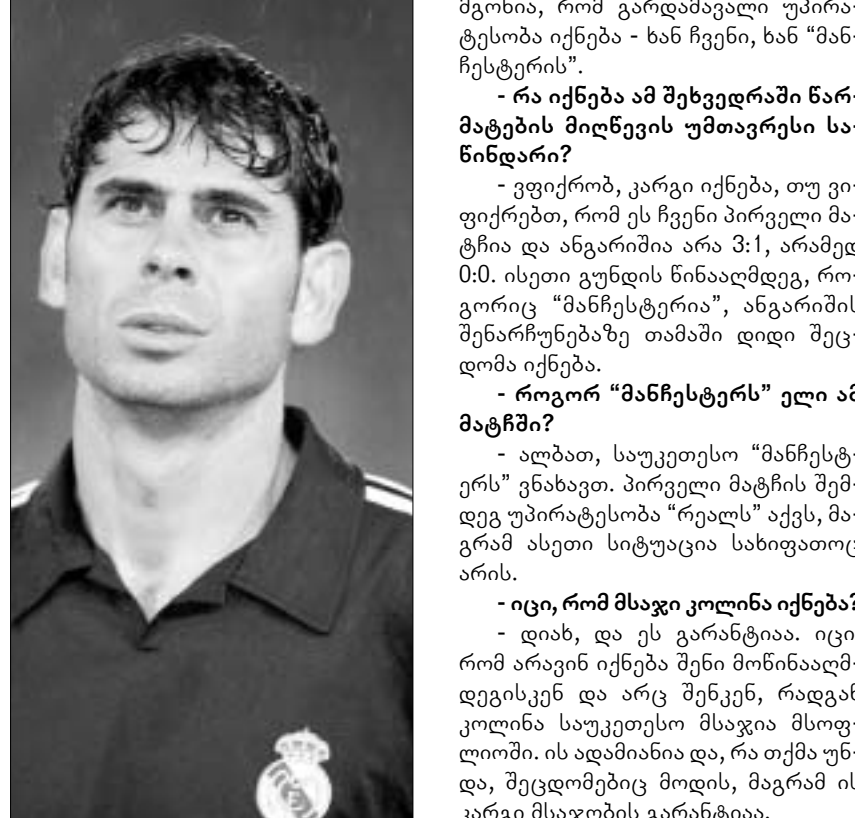 მგონია, რომ გარდამავალი უპირა-
ტესობა იქნება - ხან ჩვენი, ხან “მან-
ჩესტერის”.
- რა იქნება ამ შეხვედრაში წარ-
მატების მიღწევის უმთავრესი სა-
წინდარი?
- ვფიქრობ, კარგი იქნება, თუ ვი-
ფიქრებთ, რომ ეს ჩვენი პირველი მა-
ტჩია და ანგარიშია არა 3:1, არამედ
0:0. ისეთი გუნდის წინააღმდეგ, რო-
გორიც “მანჩესტერია”, ანგარიშის
შენარჩუნებაზე თამაში დიდი შეც-
დომა იქნება.
- როგორ “მანჩესტერს” ელი ამ
მატჩში?
- ალბათ, საუკეთესო “მანჩესტ-
ერს” ვნახავთ. პირველი მატჩის შემ-
დეგ უპირატესობა “რეალს” აქვს, მა-
გრამ ასეთი სიტუაცია სახიფათოც
არის.
- იცი, რომ მსაჯი კოლინა იქნება?
- დიახ, და ეს გარანტიაა. იცი
რომ არავინ იქნება შენი მოწინააღმ-
დეგისკენ და არც შენკენ, რადგან
კოლინა საუკეთესო მსაჯია მსოფ-
ლიოში. ის ადამიანია და, რა თქმა უნ-
და, შეცდომებიც მოდის, მაგრამ ის
კარგი მსაჯობის გარანტიაა.